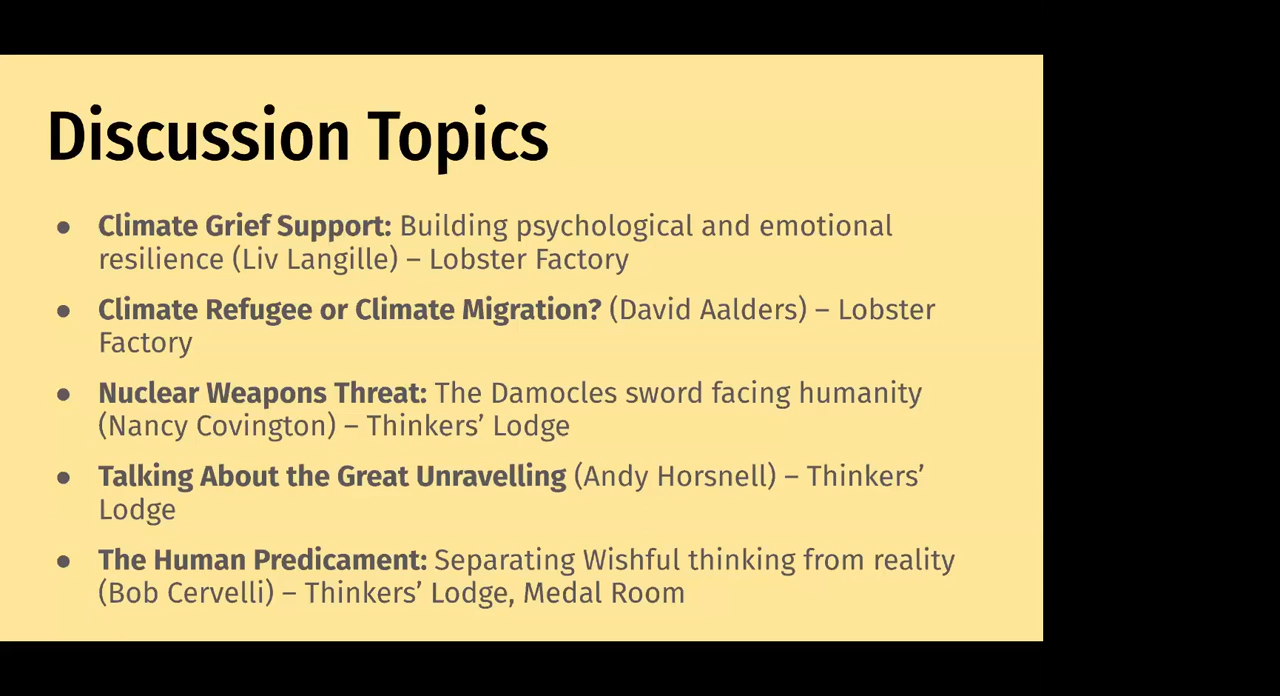 Discussion Topics
● Climate Grief Support: Building psychological and emotional
resilience (Liv Langille) – Lobster Factory
● Climate Refugee or Climate Migration? (David Aalders) – Lobster
Factory
● Nuclear Weapons Threat: The Damocles sword facing humanity
(Nancy Covington) – Thinkers’ Lodge
● Talking About the Great Unravelling (Andy Horsnell) – Thinkers’
Lodge
● The Human Predicament: Separating Wishful thinking from reality
(Bob Cervelli) – Thinkers’ Lodge, Medal Room